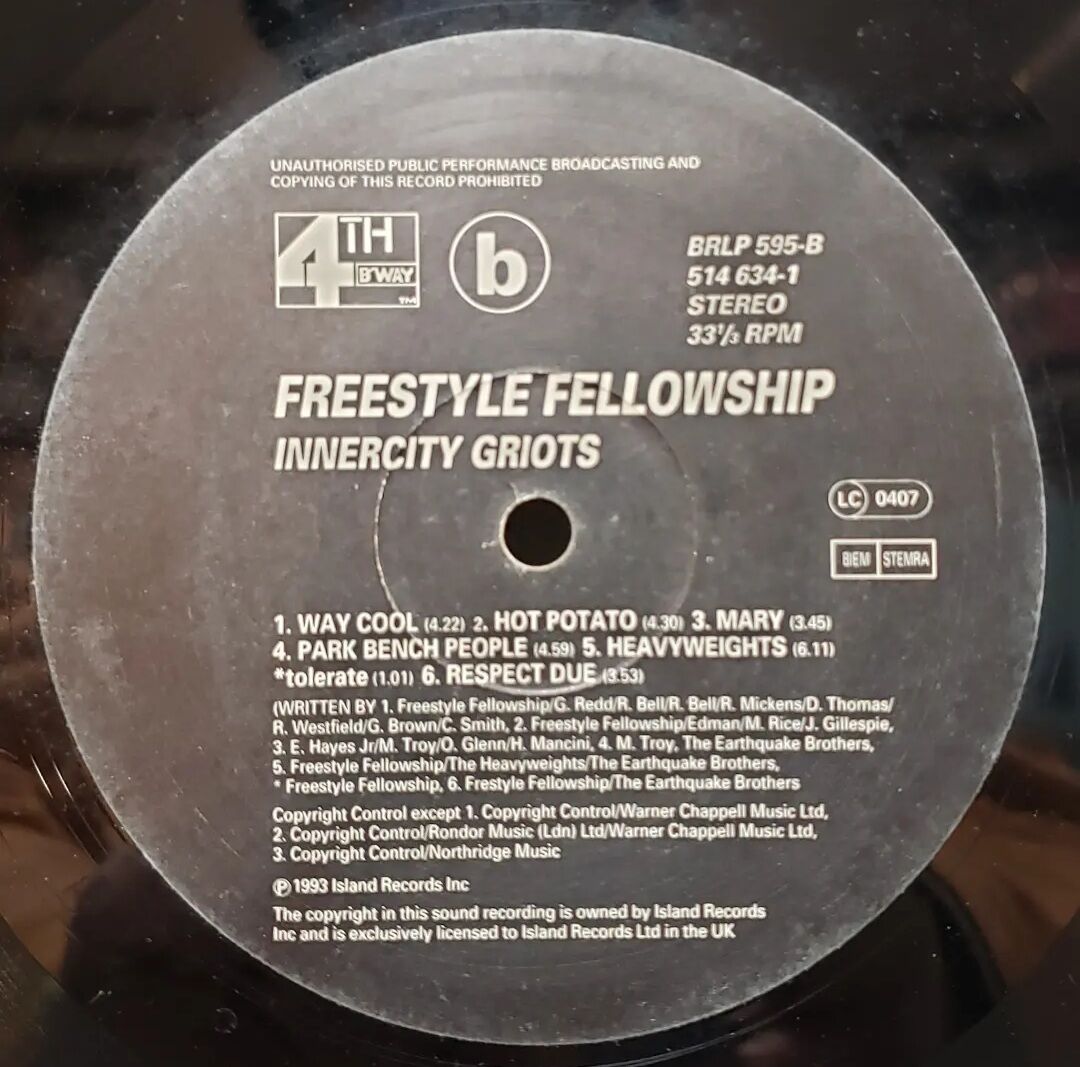 UNAUTHORISED PUBLIC PERFORMANCE BROADCASTING AND
COPYING OF THIS RECORD PROHIBITED
4TH
B'WAY
TM
b
BRLP 595-B
514 634-1
STEREO
33⅓ RPM
FREESTYLE FELLOWSHIP
INNERCITY GRIOTS
LC 0407
BIEM STEMRA
1. WAY COOL (4.22) 2. HOT POTATO (4.30) 3. MARY (3.45)
4. PARK BENCH PEOPLE (4.59) 5. HEAVYWEIGHTS (6.11)
*tolerate (1.01) 6. RESPECT DUE (3.53)
(WRITTEN BY 1. Freestyle Fellowship/G. Redd/R. Bell/R. Bell/R. Mickens/D. Thomas/
R. Westfield/G. Brown/C. Smith, 2. Freestyle Fellowship/Edman/M. Rice/J. Gillespie,
3. E. Hayes Jr/M. Troy/O. Glenn/H. Mancini, 4. M. Troy, The Earthquake Brothers,
5. Freestyle Fellowship/The Heavyweights/The Earthquake Brothers,
* Freestyle Fellowship, 6. Frestyle Fellowship/The Earthquake Brothers
Copyright Control except 1. Copyright Control/Warner Chappell Music Ltd,
2. Copyright Control/Rondor Music (Ldn) Ltd/Warner Chappell Music Ltd,
3. Copyright Control/Northridge Music
℗ 1993 Island Records Inc
The copyright in this sound recording is owned by Island Records
Inc and is exclusively licensed to Island Records Ltd in the UK